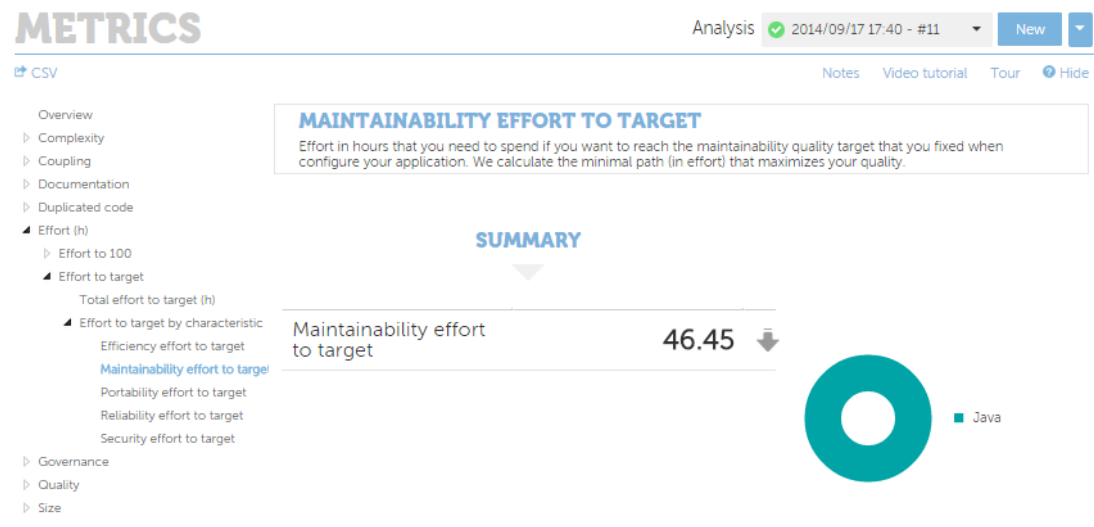 METRICS
Analysis 2014/09/17 17:40 - #11 New
CSV
Notes Video tutorial Tour Hide
Overview
Complexity
Coupling
Documentation
Duplicated code
Effort (h)
Effort to 100
Effort to target
Total effort to target (h)
Effort to target by characteristic
Efficiency effort to target
Maintainability effort to target
Portability effort to target
Reliability effort to target
Security effort to target
Governance
Quality
Size
MAINTAINABILITY EFFORT TO TARGET
Effort in hours that you need to spend if you want to reach the maintainability quality target that you fixed when
configure your application. We calculate the minimal path (in effort) that maximizes your quality.
SUMMARY
Maintainability effort
to target
46.45
Java